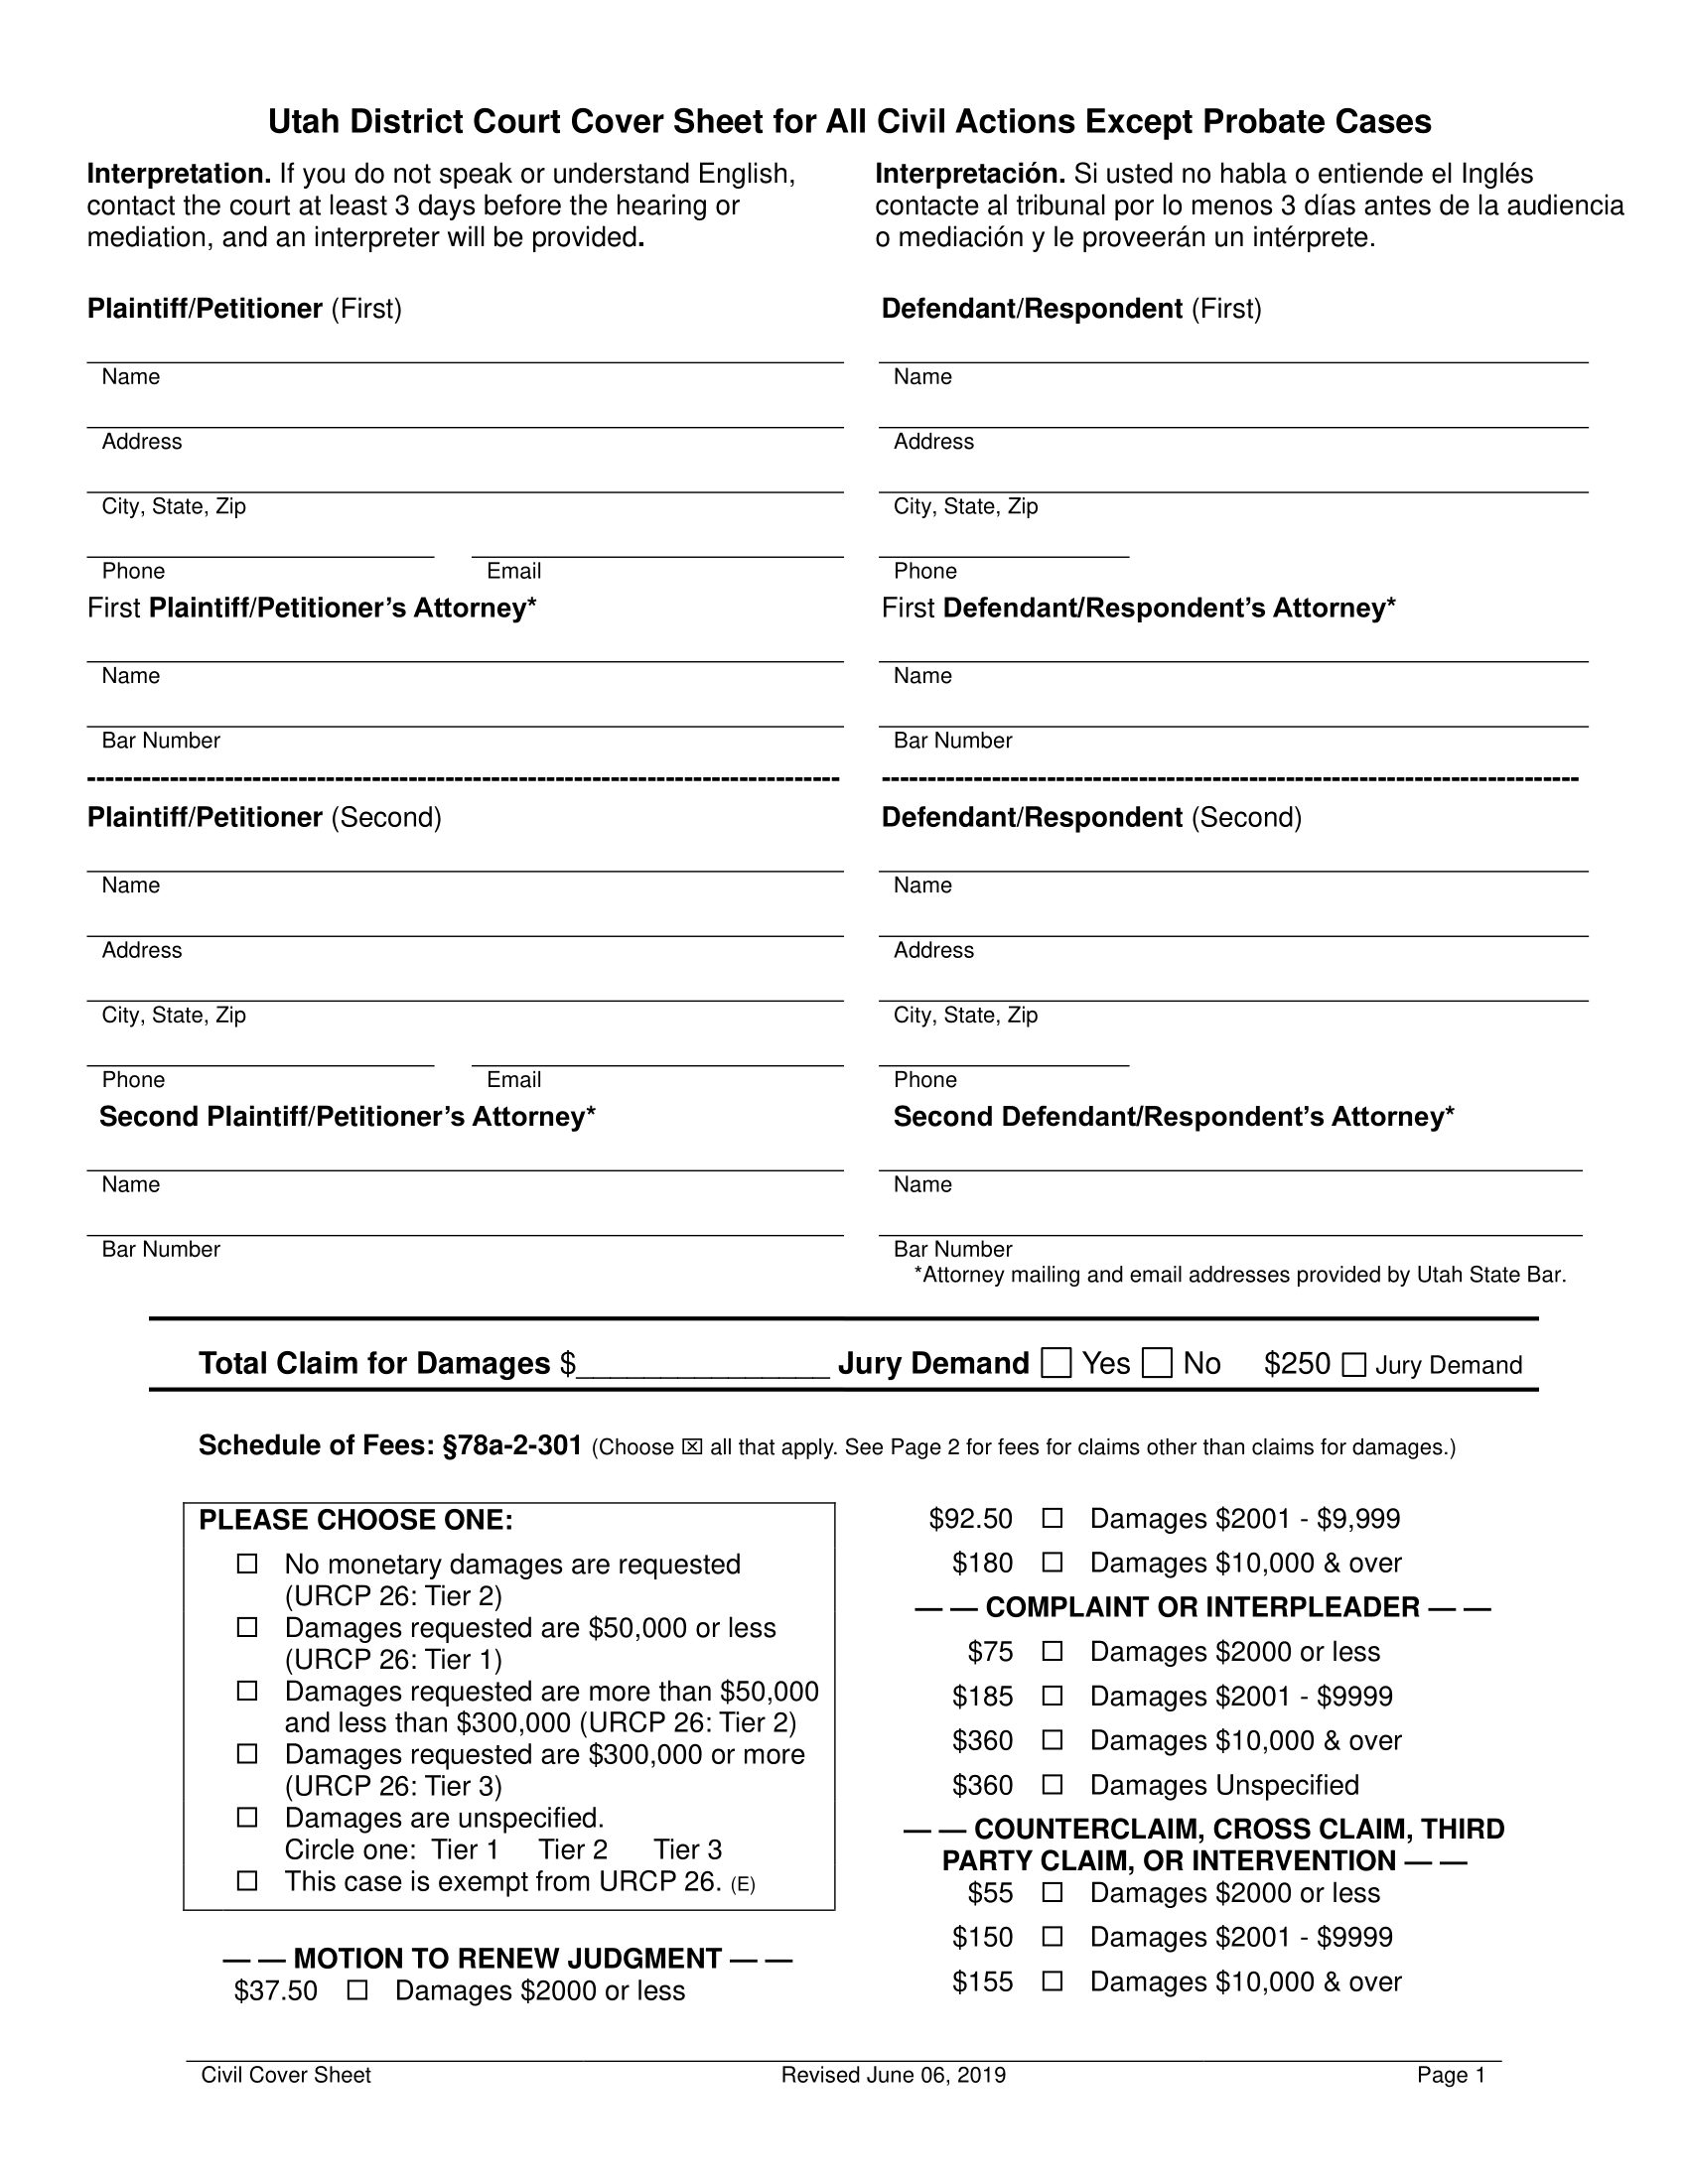 Utah District Court Cover Sheet for All Civil Actions Except Probate Cases
Interpretation. If you do not speak or understand English,
contact the court at least 3 days before the hearing or
mediation, and an interpreter will be provided.
Interpretación. Si usted no habla o entiende el Inglés
contacte al tribunal por lo menos 3 días antes de la audiencia
o mediación y le proveerán un intérprete.
Plaintiff/Petitioner (First)
Name
Address
City, State, Zip
Phone Email
First Plaintiff/Petitioner’s Attorney*
Name
Bar Number
Defendant/Respondent (First)
Name
Address
City, State, Zip
Phone
First Defendant/Respondent’s Attorney*
Name
Bar Number
Plaintiff/Petitioner (Second)
Name
Address
City, State, Zip
Phone Email
Second Plaintiff/Petitioner’s Attorney*
Name
Bar Number
Defendant/Respondent (Second)
Name
Address
City, State, Zip
Phone
Second Defendant/Respondent’s Attorney*
Name
Bar Number
*Attorney mailing and email addresses provided by Utah State Bar.
Total Claim for Damages $_______________ Jury Demand ☐ Yes ☐ No $250 ☐ Jury Demand
Schedule of Fees: §78a-2-301 (Choose ☒ all that apply. See Page 2 for fees for claims other than claims for damages.)
PLEASE CHOOSE ONE:
☐ No monetary damages are requested
(URCP 26: Tier 2)
☐ Damages requested are $50,000 or less
(URCP 26: Tier 1)
☐ Damages requested are more than $50,000
and less than $300,000 (URCP 26: Tier 2)
☐ Damages requested are $300,000 or more
(URCP 26: Tier 3)
☐ Damages are unspecified.
Circle one: Tier 1 Tier 2 Tier 3
☐ This case is exempt from URCP 26. (E)
— — MOTION TO RENEW JUDGMENT — —
$37.50 ☐ Damages $2000 or less
$92.50 ☐ Damages $2001 - $9,999
$180 ☐ Damages $10,000 & over
— — COMPLAINT OR INTERPLEADER — —
$75 ☐ Damages $2000 or less
$185 ☐ Damages $2001 - $9999
$360 ☐ Damages $10,000 & over
$360 ☐ Damages Unspecified
— — COUNTERCLAIM, CROSS CLAIM, THIRD
PARTY CLAIM, OR INTERVENTION — —
$55 ☐ Damages $2000 or less
$150 ☐ Damages $2001 - $9999
$155 ☐ Damages $10,000 & over
Civil Cover Sheet Revised June 06, 2019 Page 1